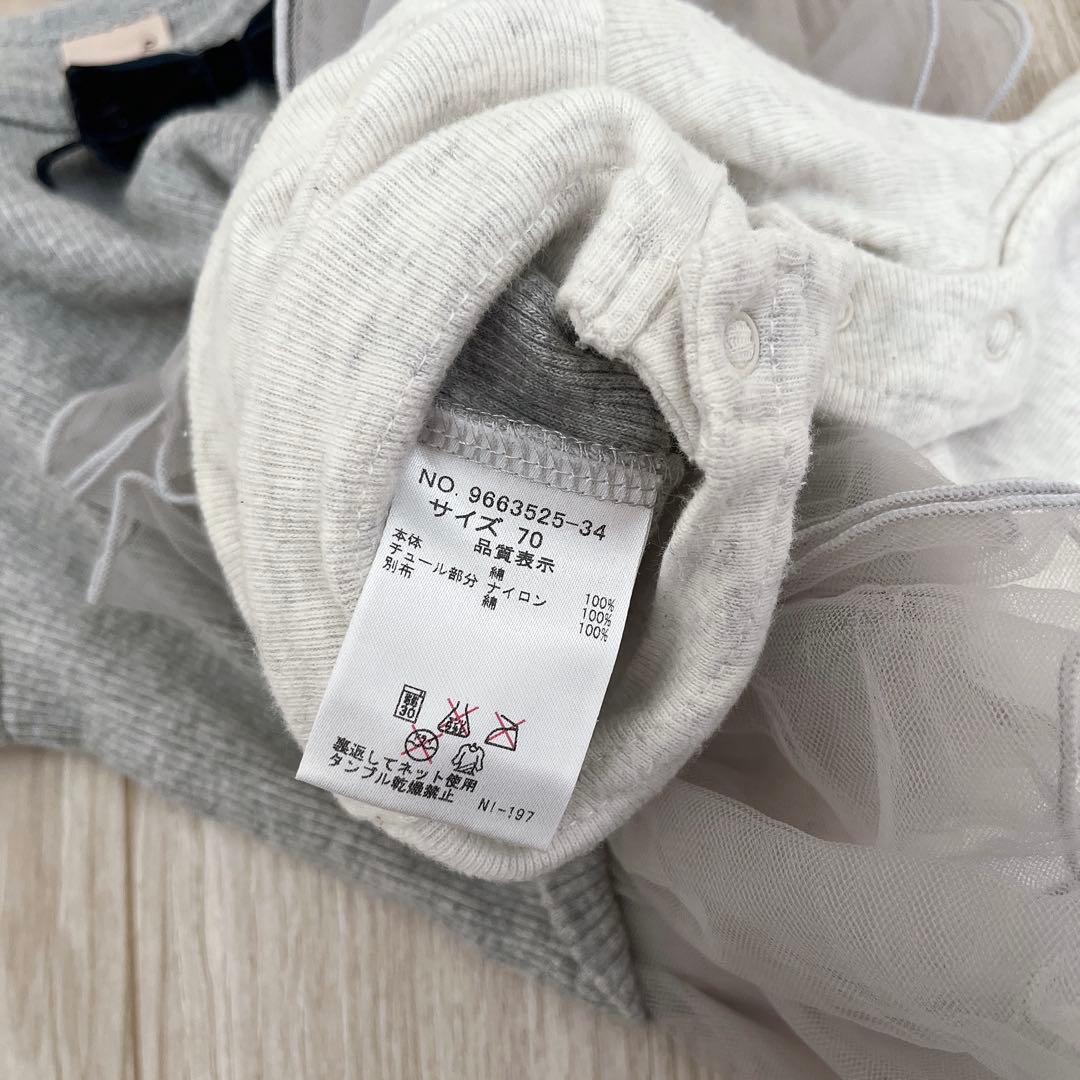 NO. 9663525-34
サイズ 70
品質表示
本体 綿 100%
チュール部分 ナイロン 100%
別布 綿 100%
30
裏返してネット使用
タンブル乾燥禁止
NI-197